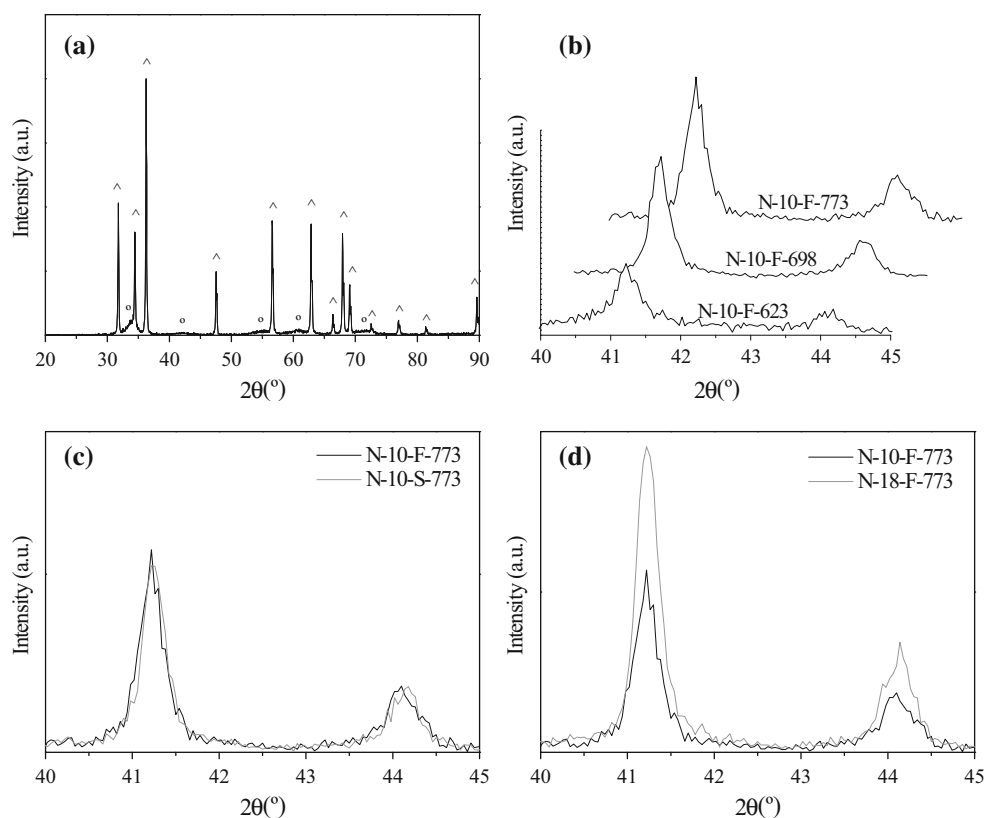 (a)
Intensity (a.u.)
^ ^ ^ ^ ^ ^ ^ ^ ^ ^ ^ ^ ^
o o o o o
20 30 40 50 60 70 80 90
2θ(º)
(b)
Intensity (a.u.)
N-10-F-773
N-10-F-698
N-10-F-623
40 41 42 43 44 45
2θ(º)
(c)
N-10-F-773
N-10-S-773
Intensity (a.u.)
40 41 42 43 44 45
2θ(º)
(d)
N-10-F-773
N-18-F-773
Intensity (a.u.)
40 41 42 43 44 45
2θ(º)